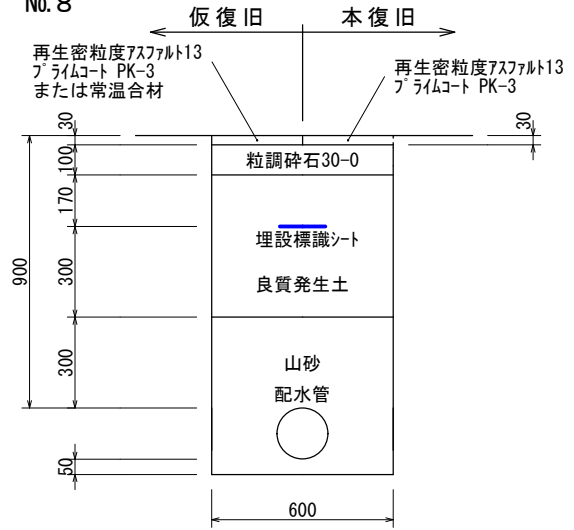 No. 8
仮復旧
本復旧
再生密粒度ｱｽﾌｧﾙﾄ13
ﾌﾟﾗｲﾑｺｰﾄ PK-3
または常温合材
再生密粒度ｱｽﾌｧﾙﾄ13
ﾌﾟﾗｲﾑｺｰﾄ PK-3
30
30
100
粒調砕石30-0
170
埋設標識ｼｰﾄ
900
300
良質発生土
300
山砂
配水管
50
600